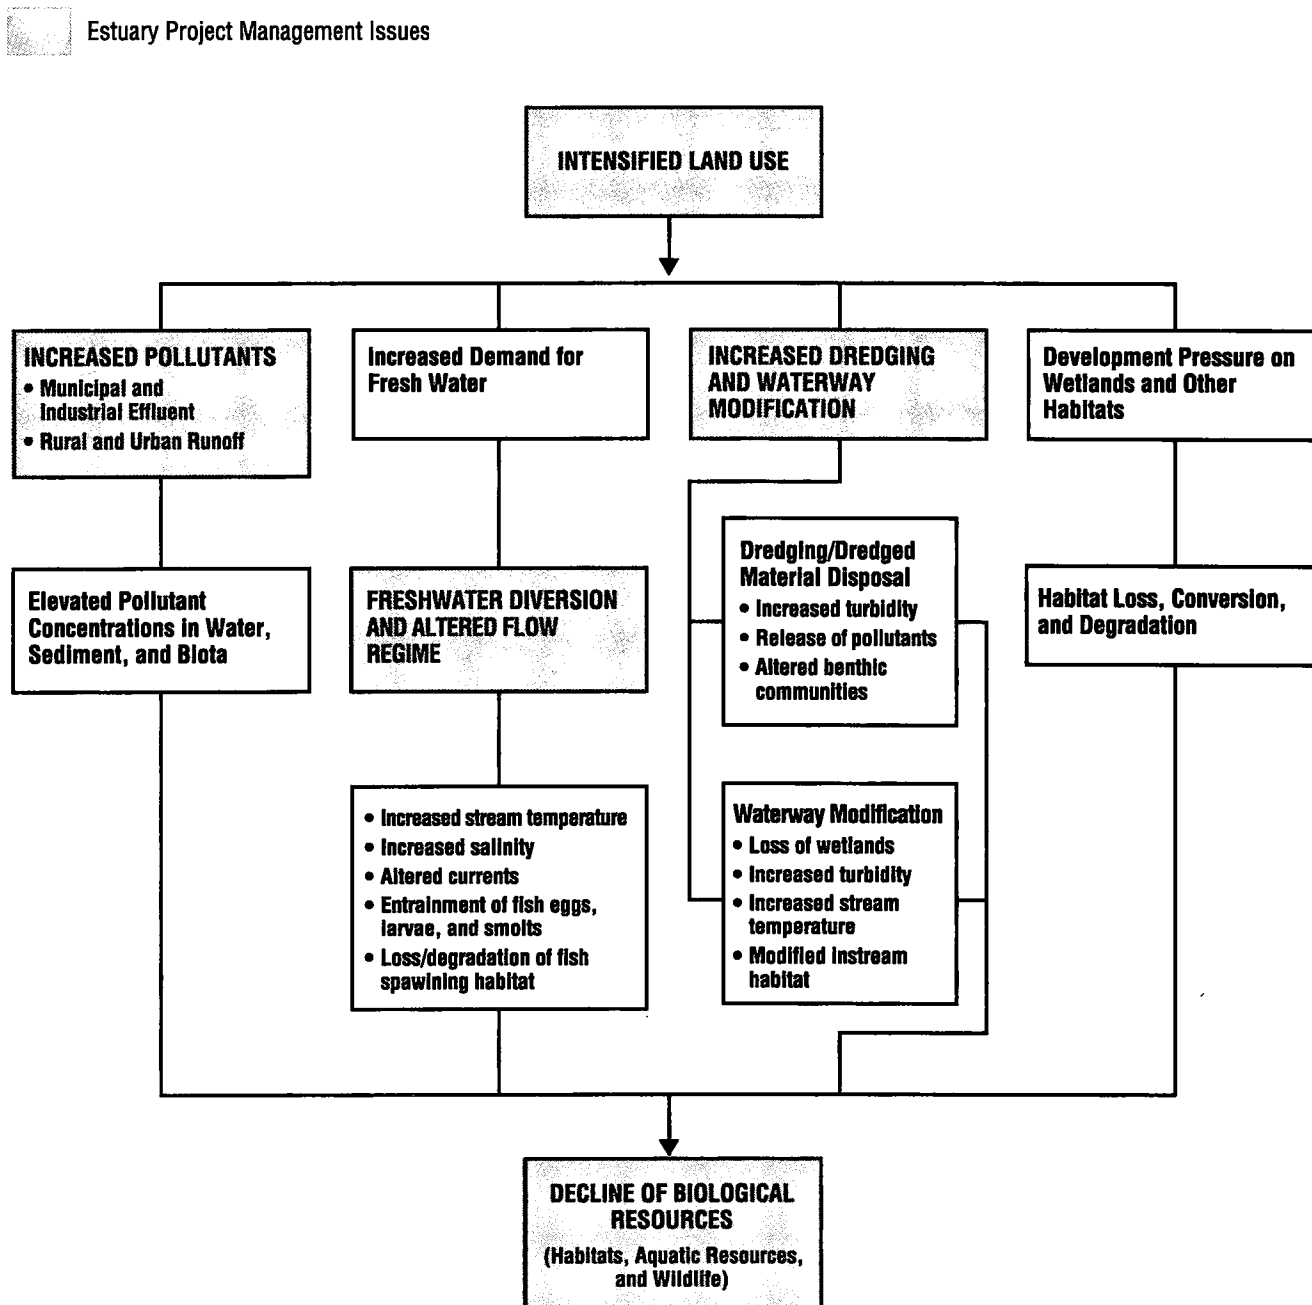 Estuary Project Management Issues
INTENSIFIED LAND USE
INCREASED POLLUTANTS
• Municipal and
Industrial Effluent
• Rural and Urban Runoff
Increased Demand for
Fresh Water
INCREASED DREDGING
AND WATERWAY
MODIFICATION
Development Pressure on
Wetlands and Other
Habitats
Elevated Pollutant
Concentrations in Water,
Sediment, and Biota
FRESHWATER DIVERSION
AND ALTERED FLOW
REGIME
Dredging/Dredged
Material Disposal
• Increased turbidity
• Release of pollutants
• Altered benthic
communities
Habitat Loss, Conversion,
and Degradation
• Increased stream temperature
• Increased salinity
• Altered currents
• Entrainment of fish eggs,
larvae, and smolts
• Loss/degradation of fish
spawining habitat
Waterway Modification
• Loss of wetlands
• Increased turbidity
• Increased stream
temperature
• Modified instream
habitat
DECLINE OF BIOLOGICAL
RESOURCES
(Habitats, Aquatic Resources,
and Wildlife)